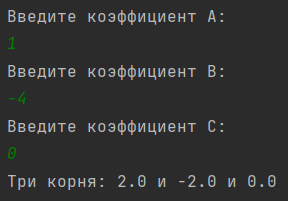 Введите коэффициент А:
1
Введите коэффициент В:
-4
Введите коэффициент С:
0
Три корня: 2.0 и -2.0 и 0.0